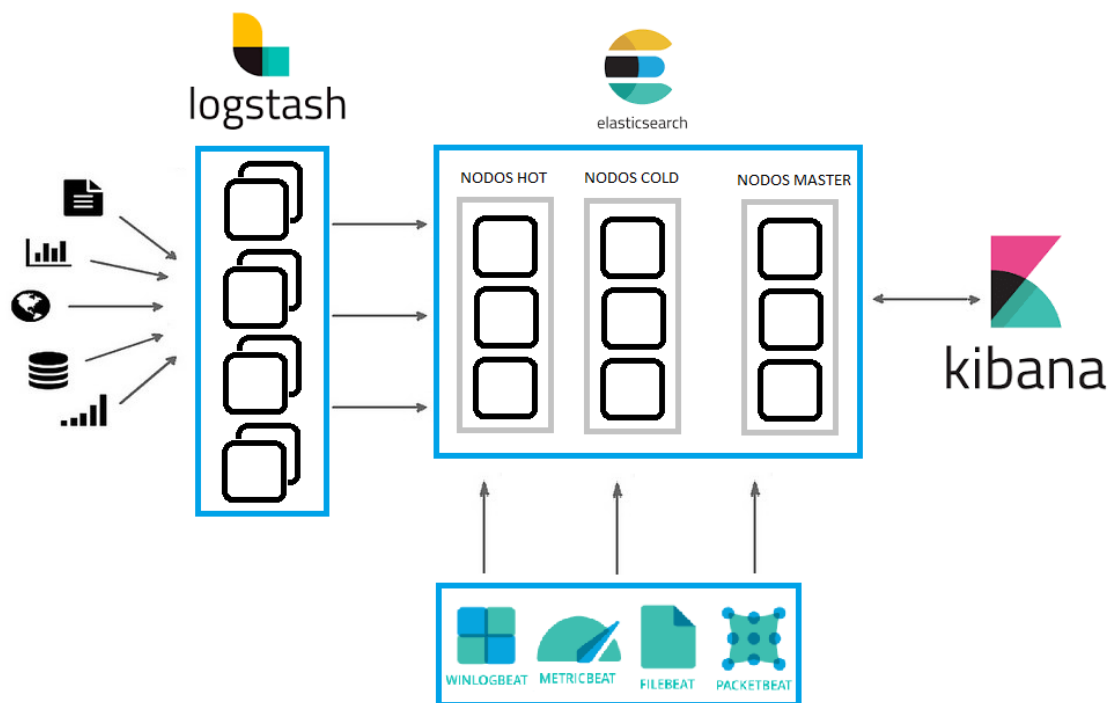 logstash
elasticsearch
NODOS HOT
NODOS COLD
NODOS MASTER
kibana
WINLOGBEAT
METRICBEAT
FILEBEAT
PACKETBEAT